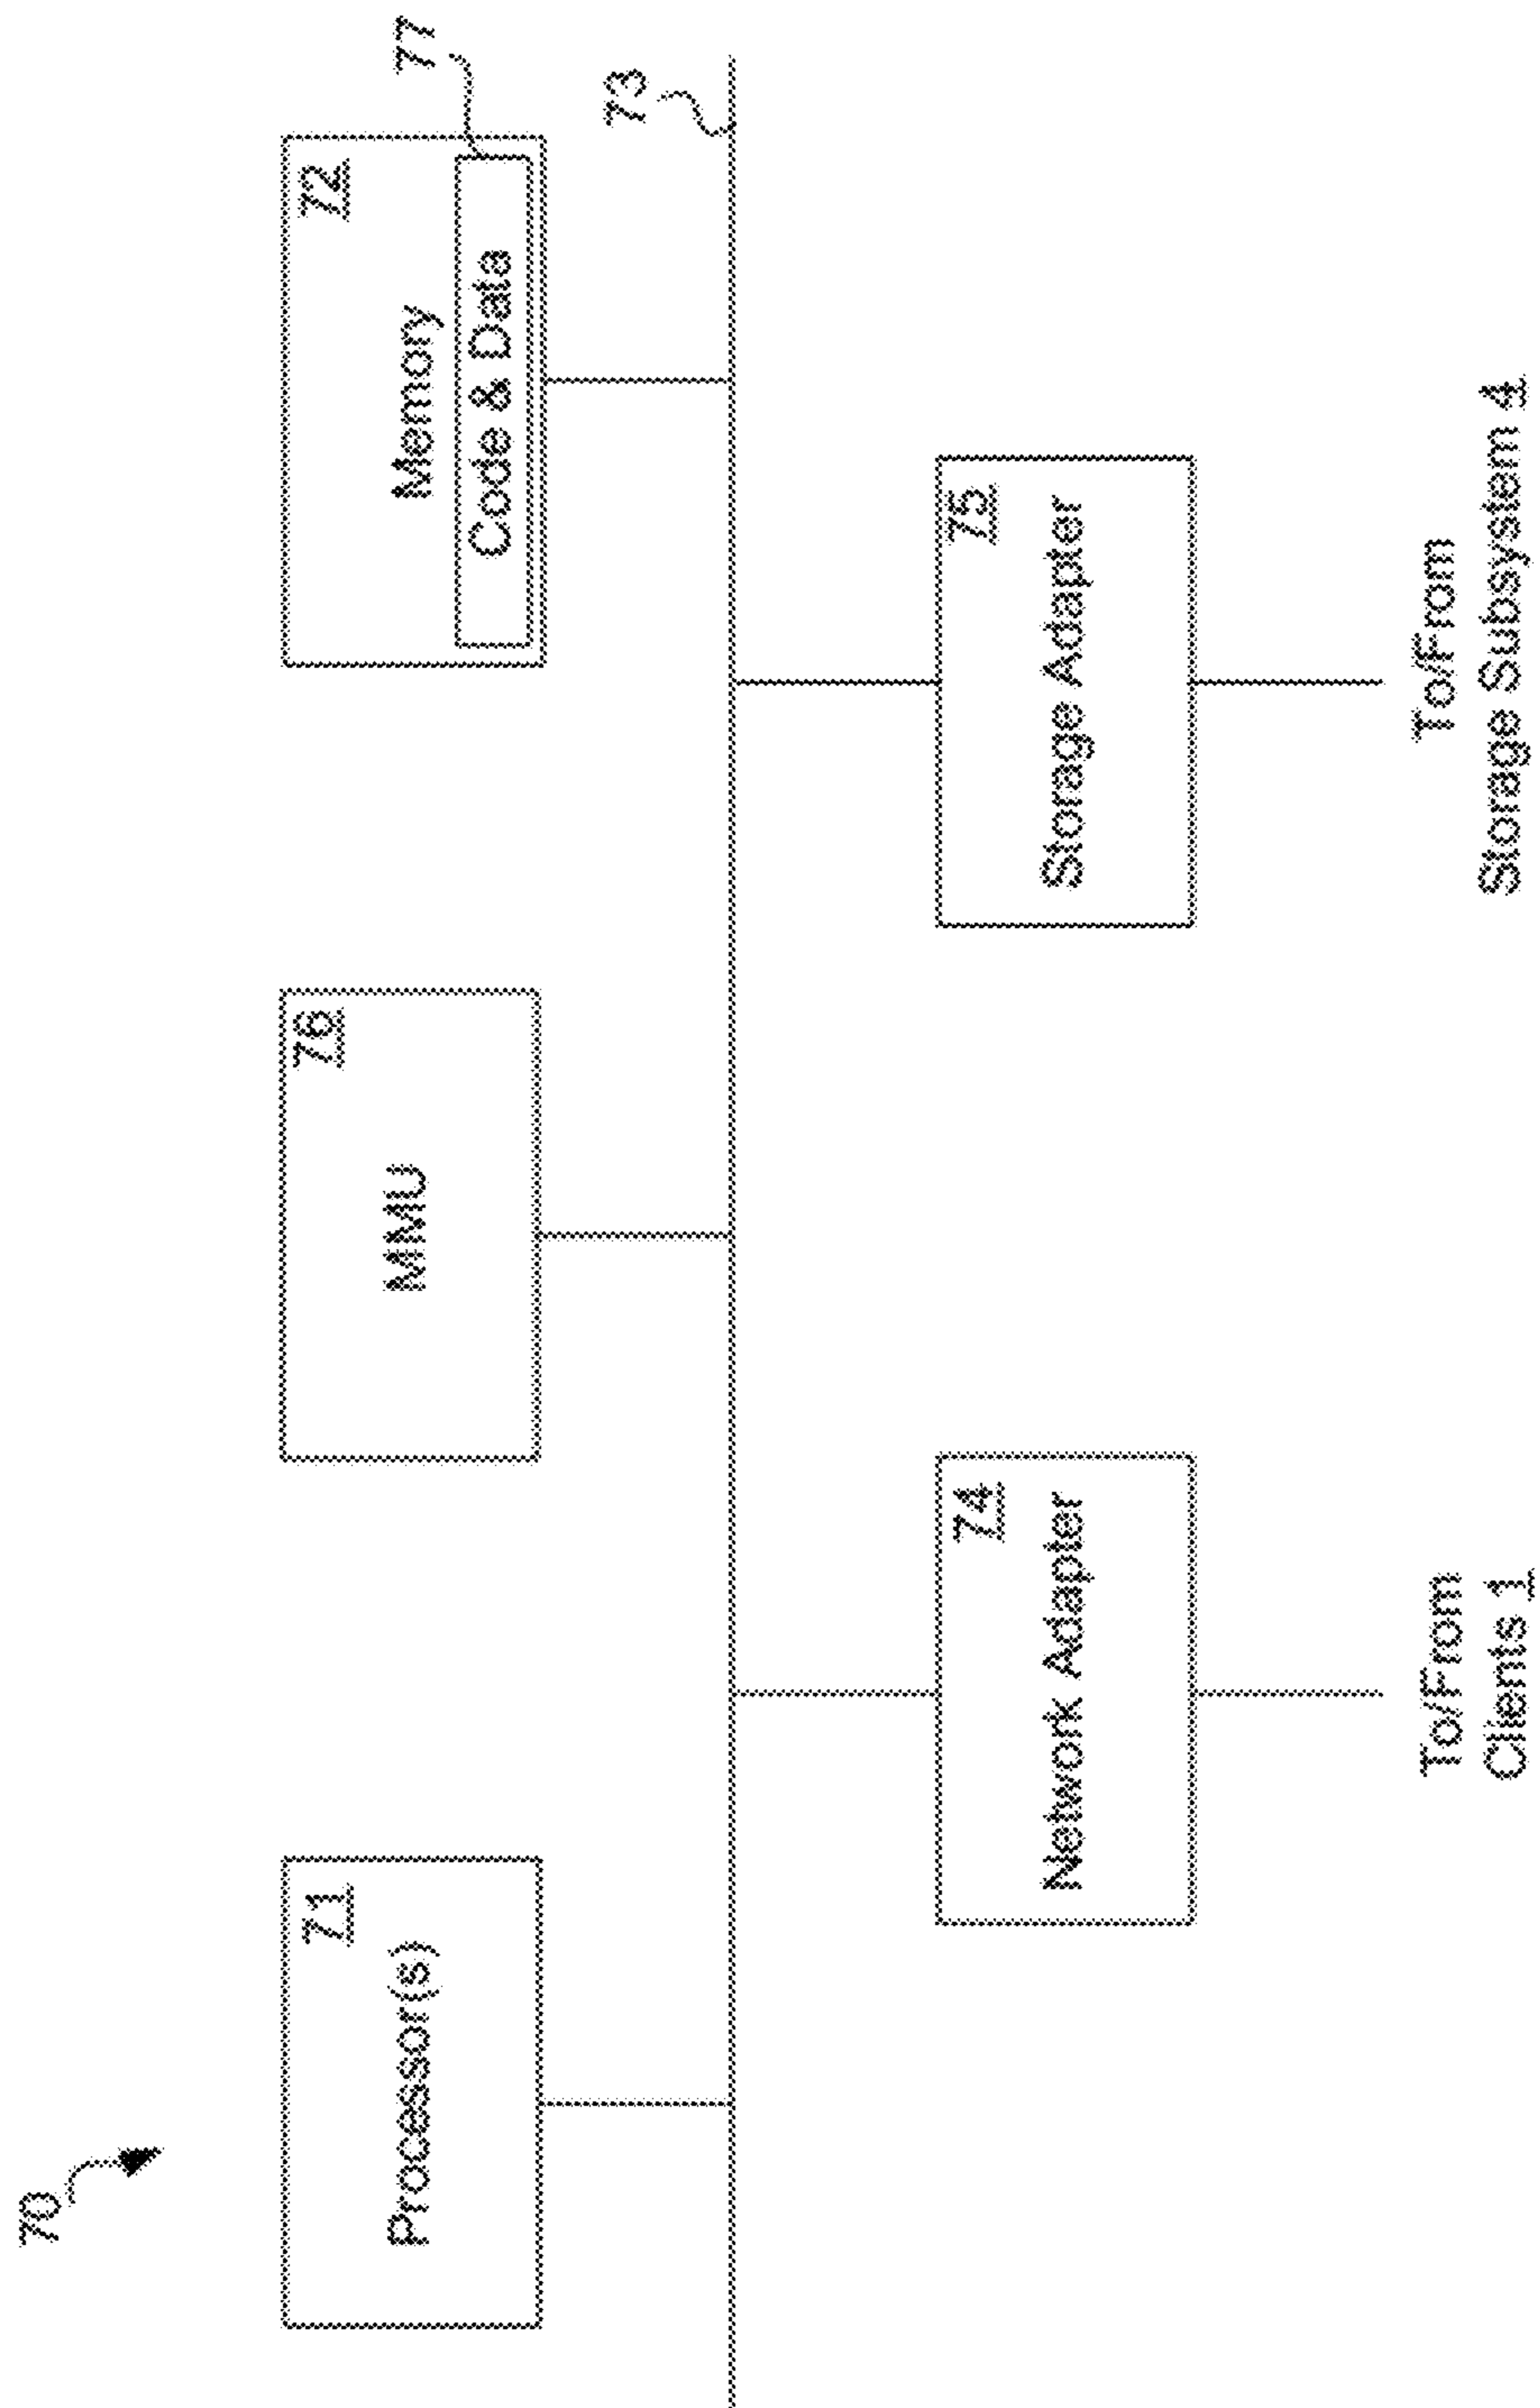 70
71
Processor(s)
76
MMU
72
Memory
Code & Data
77
73
74
Network Adapter
75
Storage Adapter
To/From
Clients 1
To/From
Storage Subsystem 4